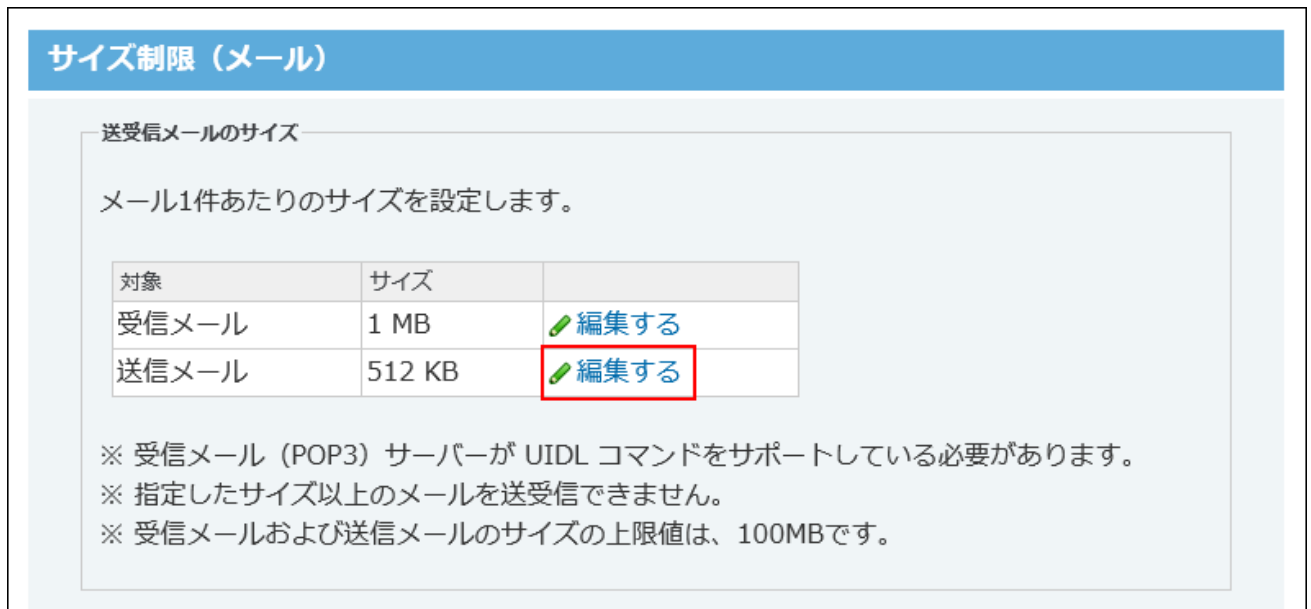 サイズ制限（メール）
送受信メールのサイズ
メール1件あたりのサイズを設定します。
対象 サイズ
受信メール 1 MB 編集する
送信メール 512 KB 編集する
※ 受信メール（POP3）サーバーが UIDL コマンドをサポートしている必要があります。
※ 指定したサイズ以上のメールを送受信できません。
※ 受信メールおよび送信メールのサイズの上限値は、100MBです。